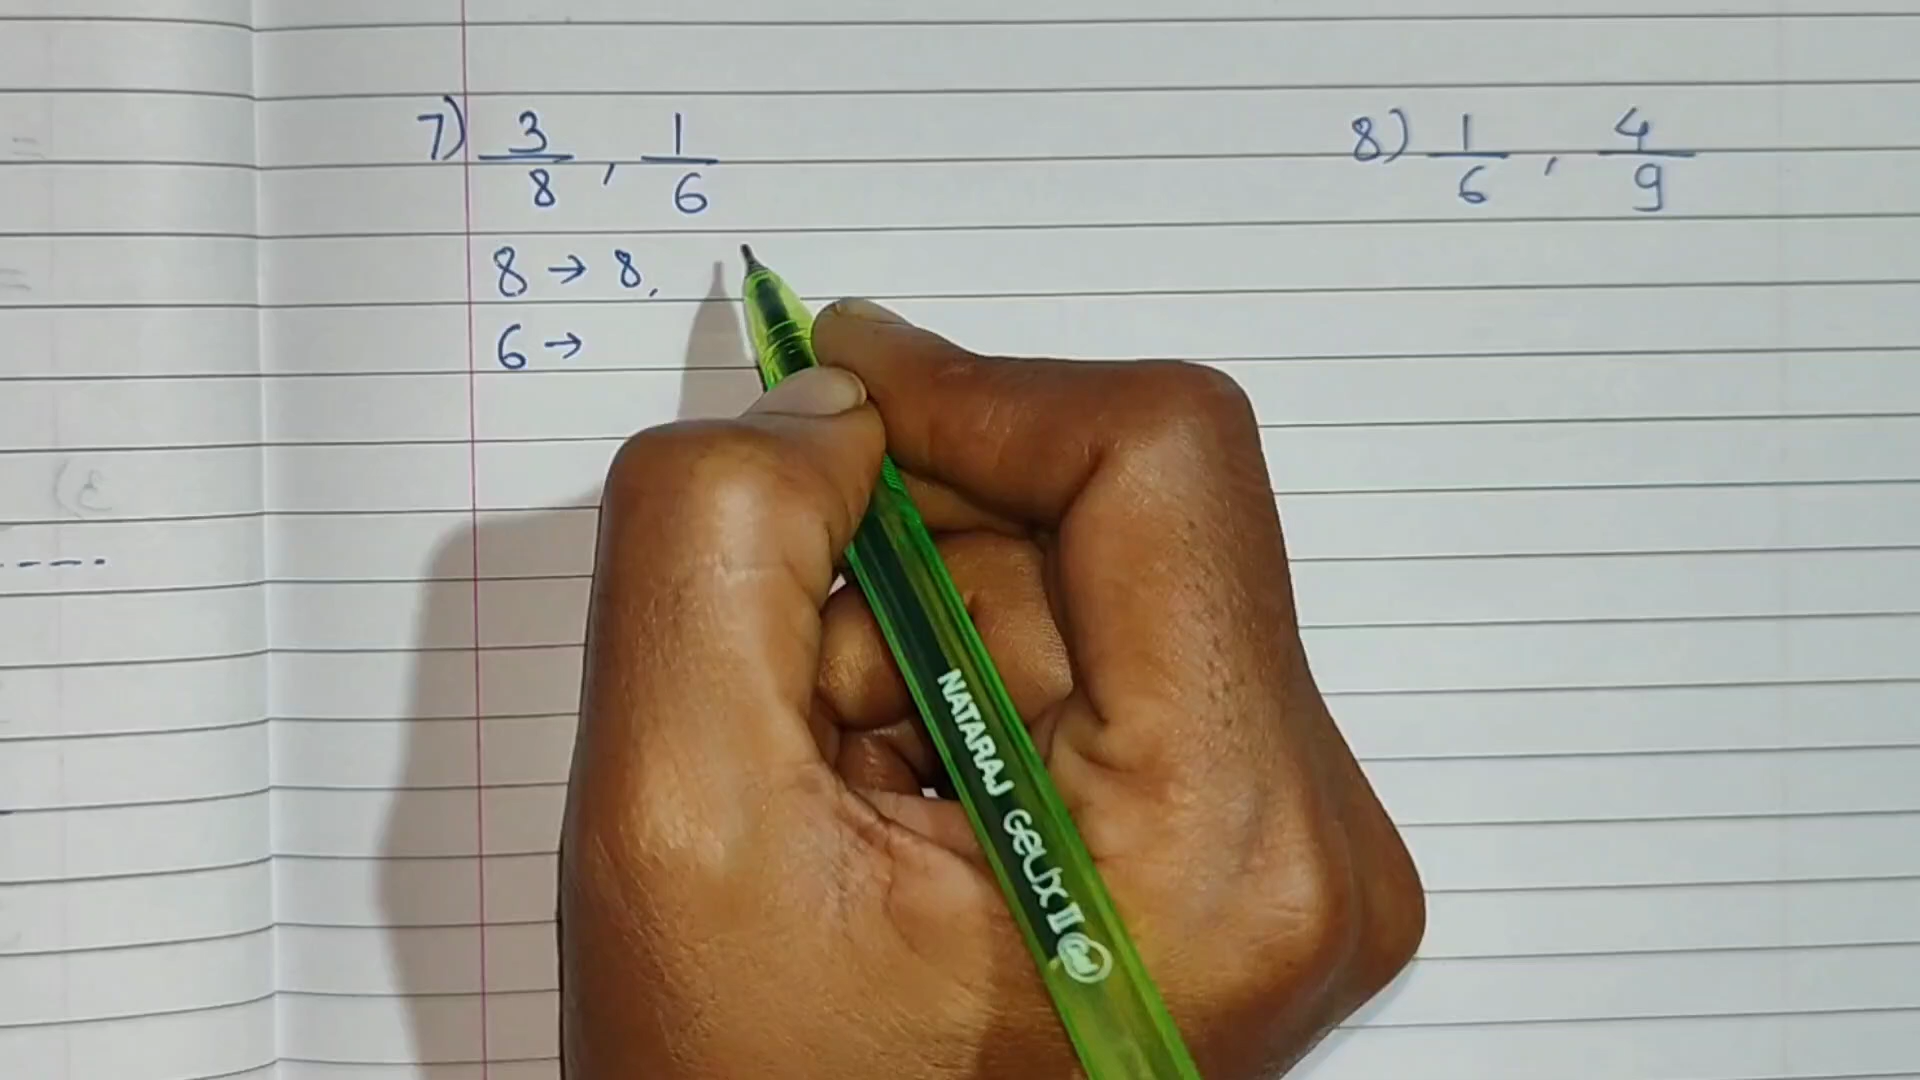 7) 3/8 , 1/6
8 → 8,
6 →
8) 1/6 , 4/9
NATARAJ GELIX II